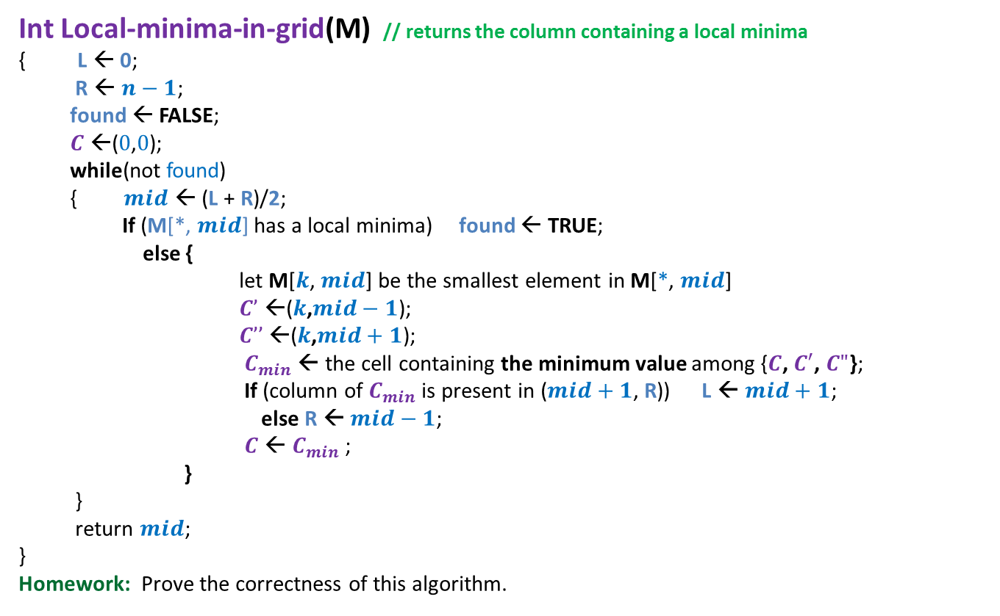 Int Local-minima-in-grid(M) // returns the column containing a local minima
{ L ← 0;
R ← n − 1;
found ← FALSE;
C ←(0,0);
while(not found)
{ mid ← (L + R)/2;
If (M[*, mid] has a local minima) found ← TRUE;
else {
let M[k, mid] be the smallest element in M[*, mid]
C' ←(k,mid − 1);
C’’ ←(k,mid + 1);
C_min ← the cell containing the minimum value among {C, C′, C"};
If (column of C_min is present in (mid + 1, R)) L ← mid + 1;
else R ← mid − 1;
C ← C_min ;
}
}
return mid;
}
Homework: Prove the correctness of this algorithm.